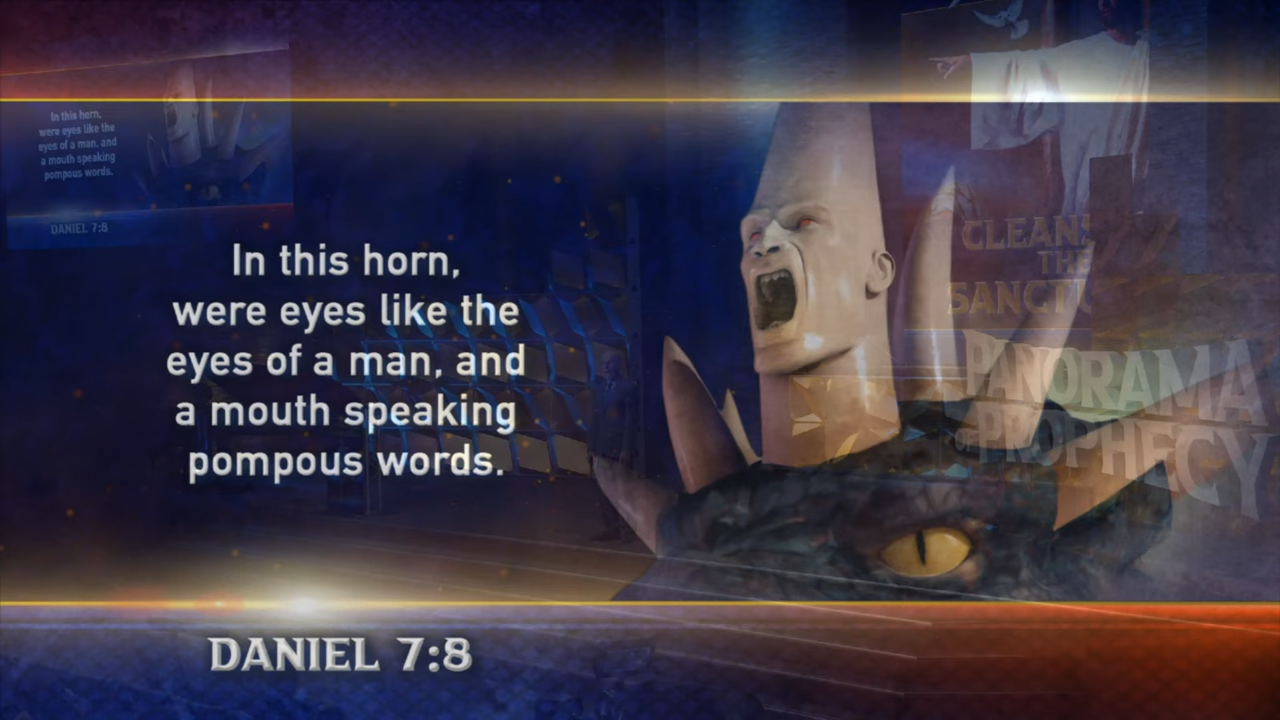 In this horn,
were eyes like the
eyes of a man, and
a mouth speaking
pompous words.
DANIEL 7:8
In this horn,
were eyes like the
eyes of a man, and
a mouth speaking
pompous words.
DANIEL 7:8
THE
PANORAMA
OF PROPHECY